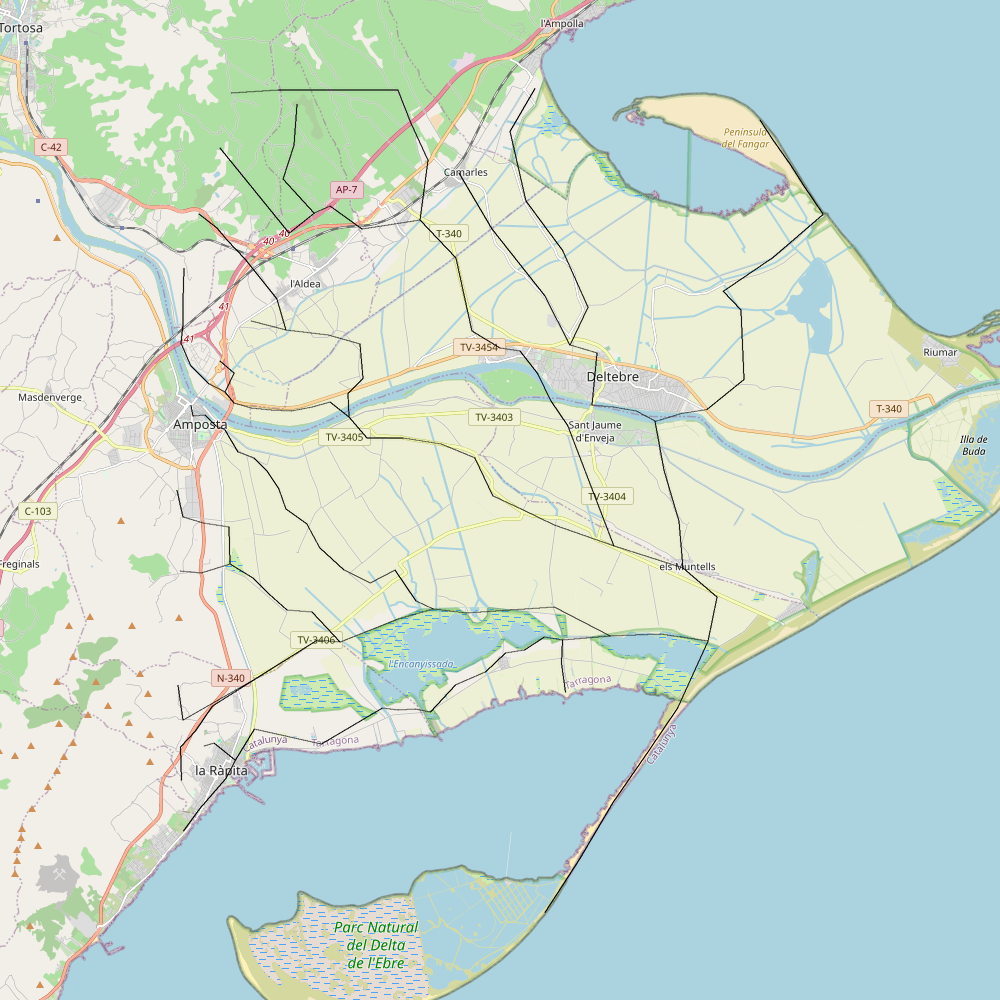 l'Ampolla
Tortosa
Península
del Fangar
C-42
Camarles
AP-7
T-340
40
40
l'Aldea
41
41
TV-3454
Riumar
Deltebre
Masdenverge
T-340
Amposta
TV-3403
Sant Jaume
d'Enveja
TV-3405
Illa de
Buda
TV-3404
C-103
Freginals
els Muntells
TV-3406
l'Encanyissada
N-340
Tarragona
Catalunya
Tarragona
Catalunya
la Ràpita
Parc Natural
del Delta
de l'Ebre